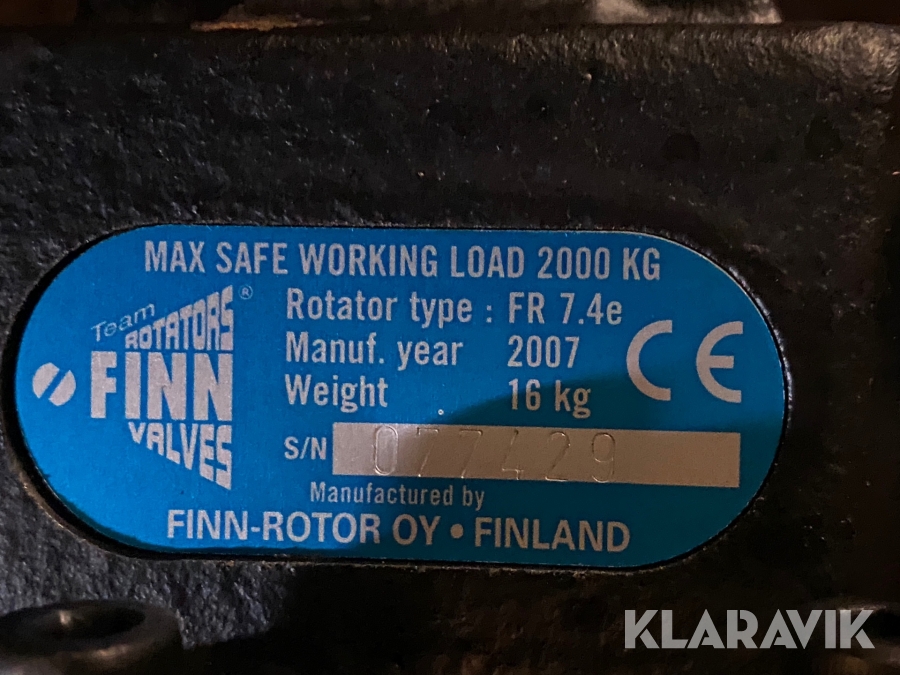 MAX SAFE WORKING LOAD 2000 KG
Team
ROTATORS®
FINN
VALVES
Rotator type : FR 7.4e
Manuf. year 2007
Weight 16 kg
S/N 077429
Manufactured by
FINN-ROTOR OY • FINLAND
CE
KLARAVIK